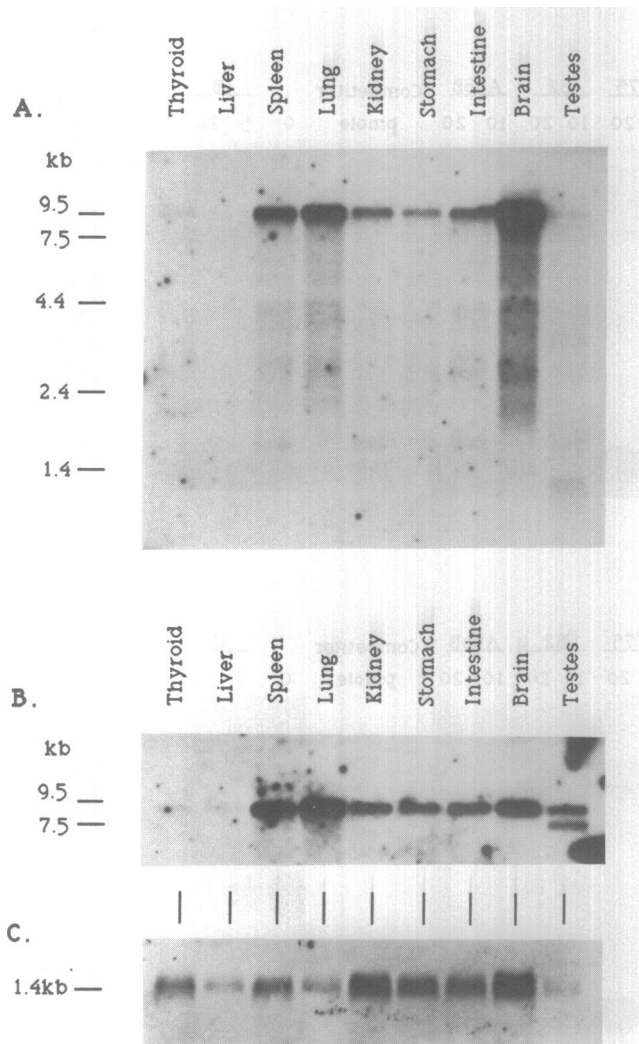 A.
Thyroid
Liver
Spleen
Lung
Kidney
Stomach
Intestine
Brain
Testes
kb
9.5
7.5
4.4
2.4
1.4
B.
Thyroid
Liver
Spleen
Lung
Kidney
Stomach
Intestine
Brain
Testes
kb
9.5
7.5
C.
1.4kb